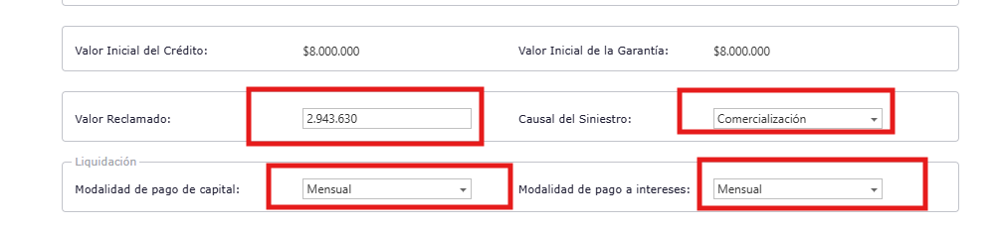 Valor Inicial del Crédito: $8.000.000 Valor Inicial de la Garantía: $8.000.000
Valor Reclamado: 2.943.630 Causal del Siniestro: Comercialización
Liquidación
Modalidad de pago de capital: Mensual Modalidad de pago a intereses: Mensual